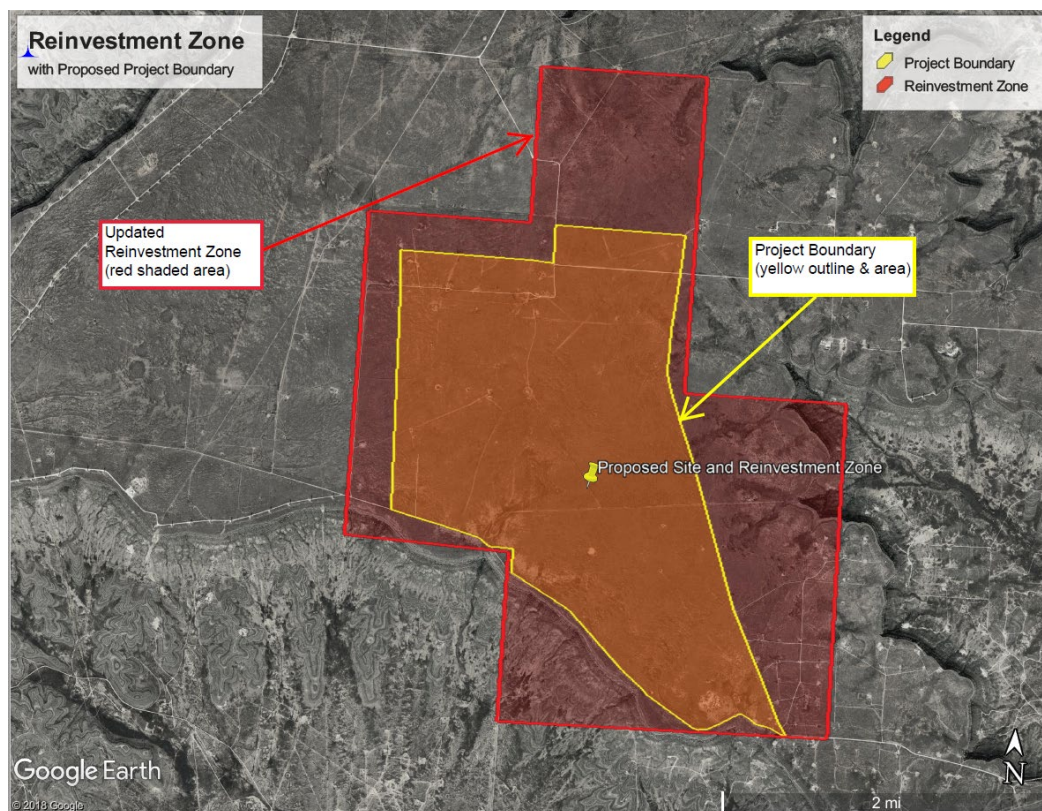 Reinvestment Zone
with Proposed Project Boundary
Legend
Project Boundary
Reinvestment Zone
Updated
Reinvestment Zone
(red shaded area)
Project Boundary
(yellow outline & area)
Proposed Site and Reinvestment Zone
Google Earth
© 2018 Google
2 mi
N